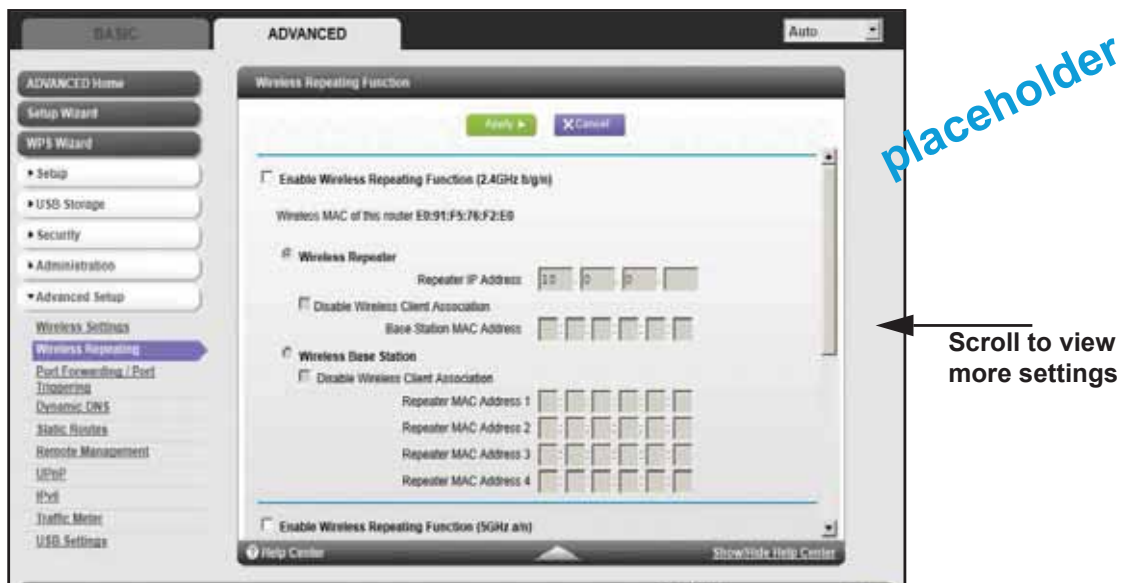 BASIC
ADVANCED
Auto
placeholder
ADVANCED Home
Setup Wizard
WPS Wizard
Setup
USB Storage
Security
Administration
Advanced Setup
Wireless Settings
Wireless Repeating
Port Forwarding / Port
Triggering
Dynamic DNS
Static Routes
Remote Management
UPnP
IPv6
Traffic Meter
USB Settings
Wireless Repeating Function
Apply
X Cancel
Enable Wireless Repeating Function (2.4GHz b/g/n)
Wireless MAC of this router E0:91:F5:76:F2:E0
Wireless Repeater
Repeater IP Address 10 . 0 . 0 .
Disable Wireless Client Association
Base Station MAC Address
Wireless Base Station
Disable Wireless Client Association
Repeater MAC Address 1
Repeater MAC Address 2
Repeater MAC Address 3
Repeater MAC Address 4
Enable Wireless Repeating Function (5GHz a/n)
Help Center
Show/Hide Help Center
Scroll to view
more settings